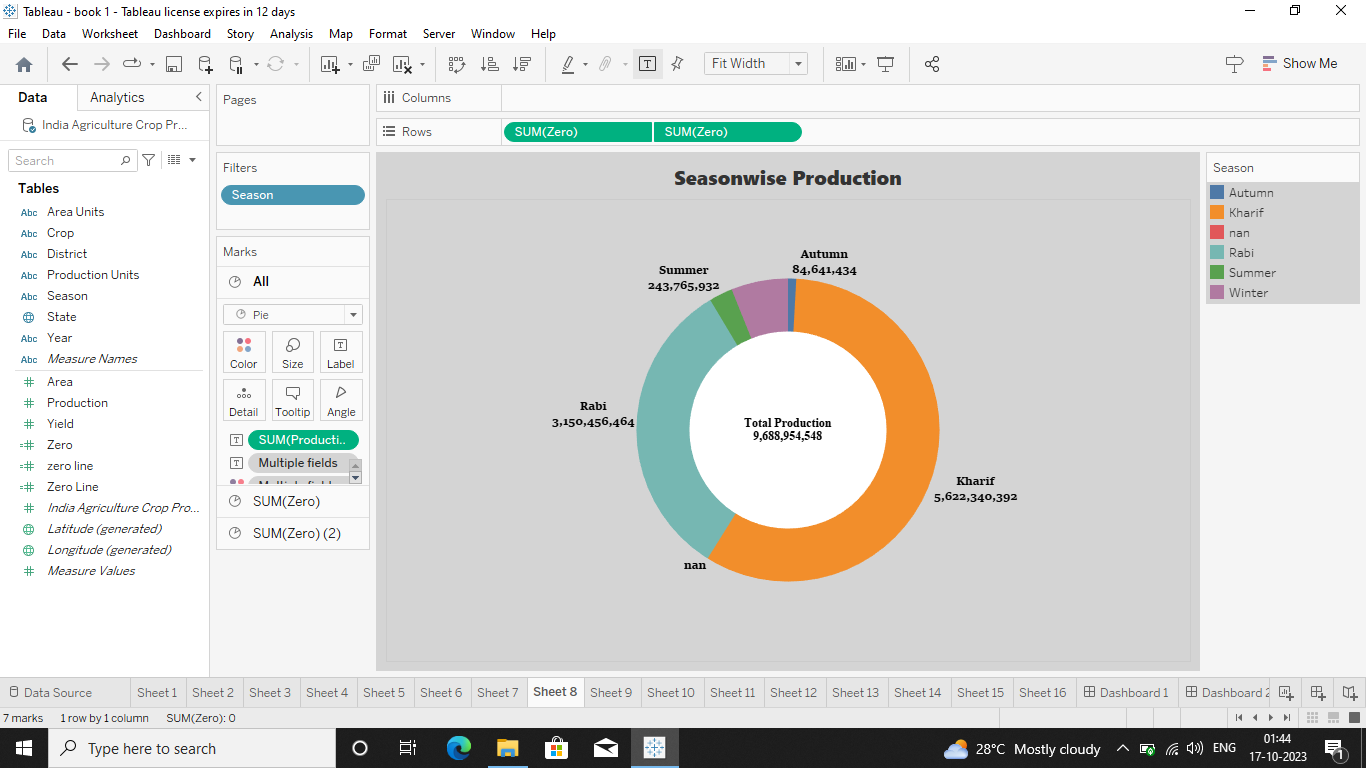 Tableau - book 1 - Tableau license expires in 12 days
File Data Worksheet Dashboard Story Analysis Map Format Server Window Help
Fit Width
Show Me
Data Analytics
India Agriculture Crop Pr...
Search
Tables
Abc Area Units
Abc Crop
Abc District
Abc Production Units
Abc Season
State
Abc Year
Abc Measure Names
# Area
# Production
# Yield
=# Zero
=# zero line
=# Zero Line
# India Agriculture Crop Pro...
Latitude (generated)
Longitude (generated)
# Measure Values
Pages
Filters
Season
Marks
All
Pie
Color Size Label
Detail Tooltip Angle
SUM(Producti..
Multiple fields
SUM(Zero)
SUM(Zero) (2)
Columns
Rows SUM(Zero) SUM(Zero)
Seasonwise Production
Autumn
84,641,434
Summer
243,765,932
Rabi
3,150,456,464
Total Production
9,688,954,548
Kharif
5,622,340,392
nan
Season
Autumn
Kharif
nan
Rabi
Summer
Winter
Data Source Sheet 1 Sheet 2 Sheet 3 Sheet 4 Sheet 5 Sheet 6 Sheet 7 Sheet 8 Sheet 9 Sheet 10 Sheet 11 Sheet 12 Sheet 13 Sheet 14 Sheet 15 Sheet 16 Dashboard 1 Dashboard 2
7 marks 1 row by 1 column SUM(Zero): 0
Type here to search
28°C Mostly cloudy ENG
01:44
17-10-2023
1